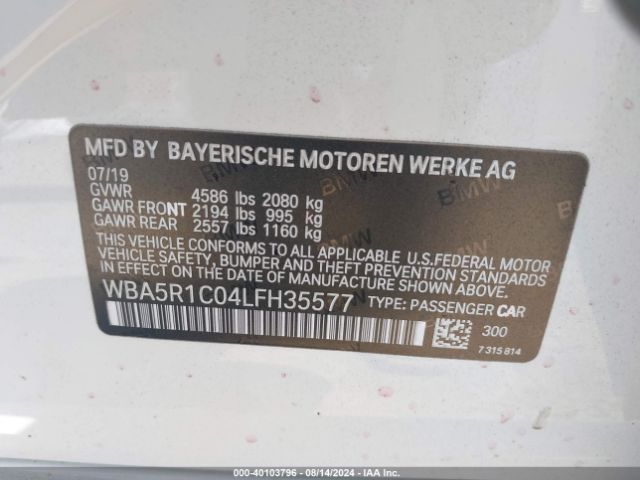 MFD BY BAYERISCHE MOTOREN WERKE AG
07/19
GVWR 4586 lbs 2080 kg
GAWR FRONT 2194 lbs 995 kg
GAWR REAR 2557 lbs 1160 kg
THIS VEHICLE CONFORMS TO ALL APPLICABLE U.S.FEDERAL MOTOR
VEHICLE SAFETY, BUMPER AND THEFT PREVENTION STANDARDS IN
EFFECT ON THE DATE OF MANUFACTURE SHOWN ABOVE.
WBA5R1C04LFH35577 TYPE: PASSENGER CAR
300
7 315 814
000-40103796 - 08/14/2024 - IAA Inc.